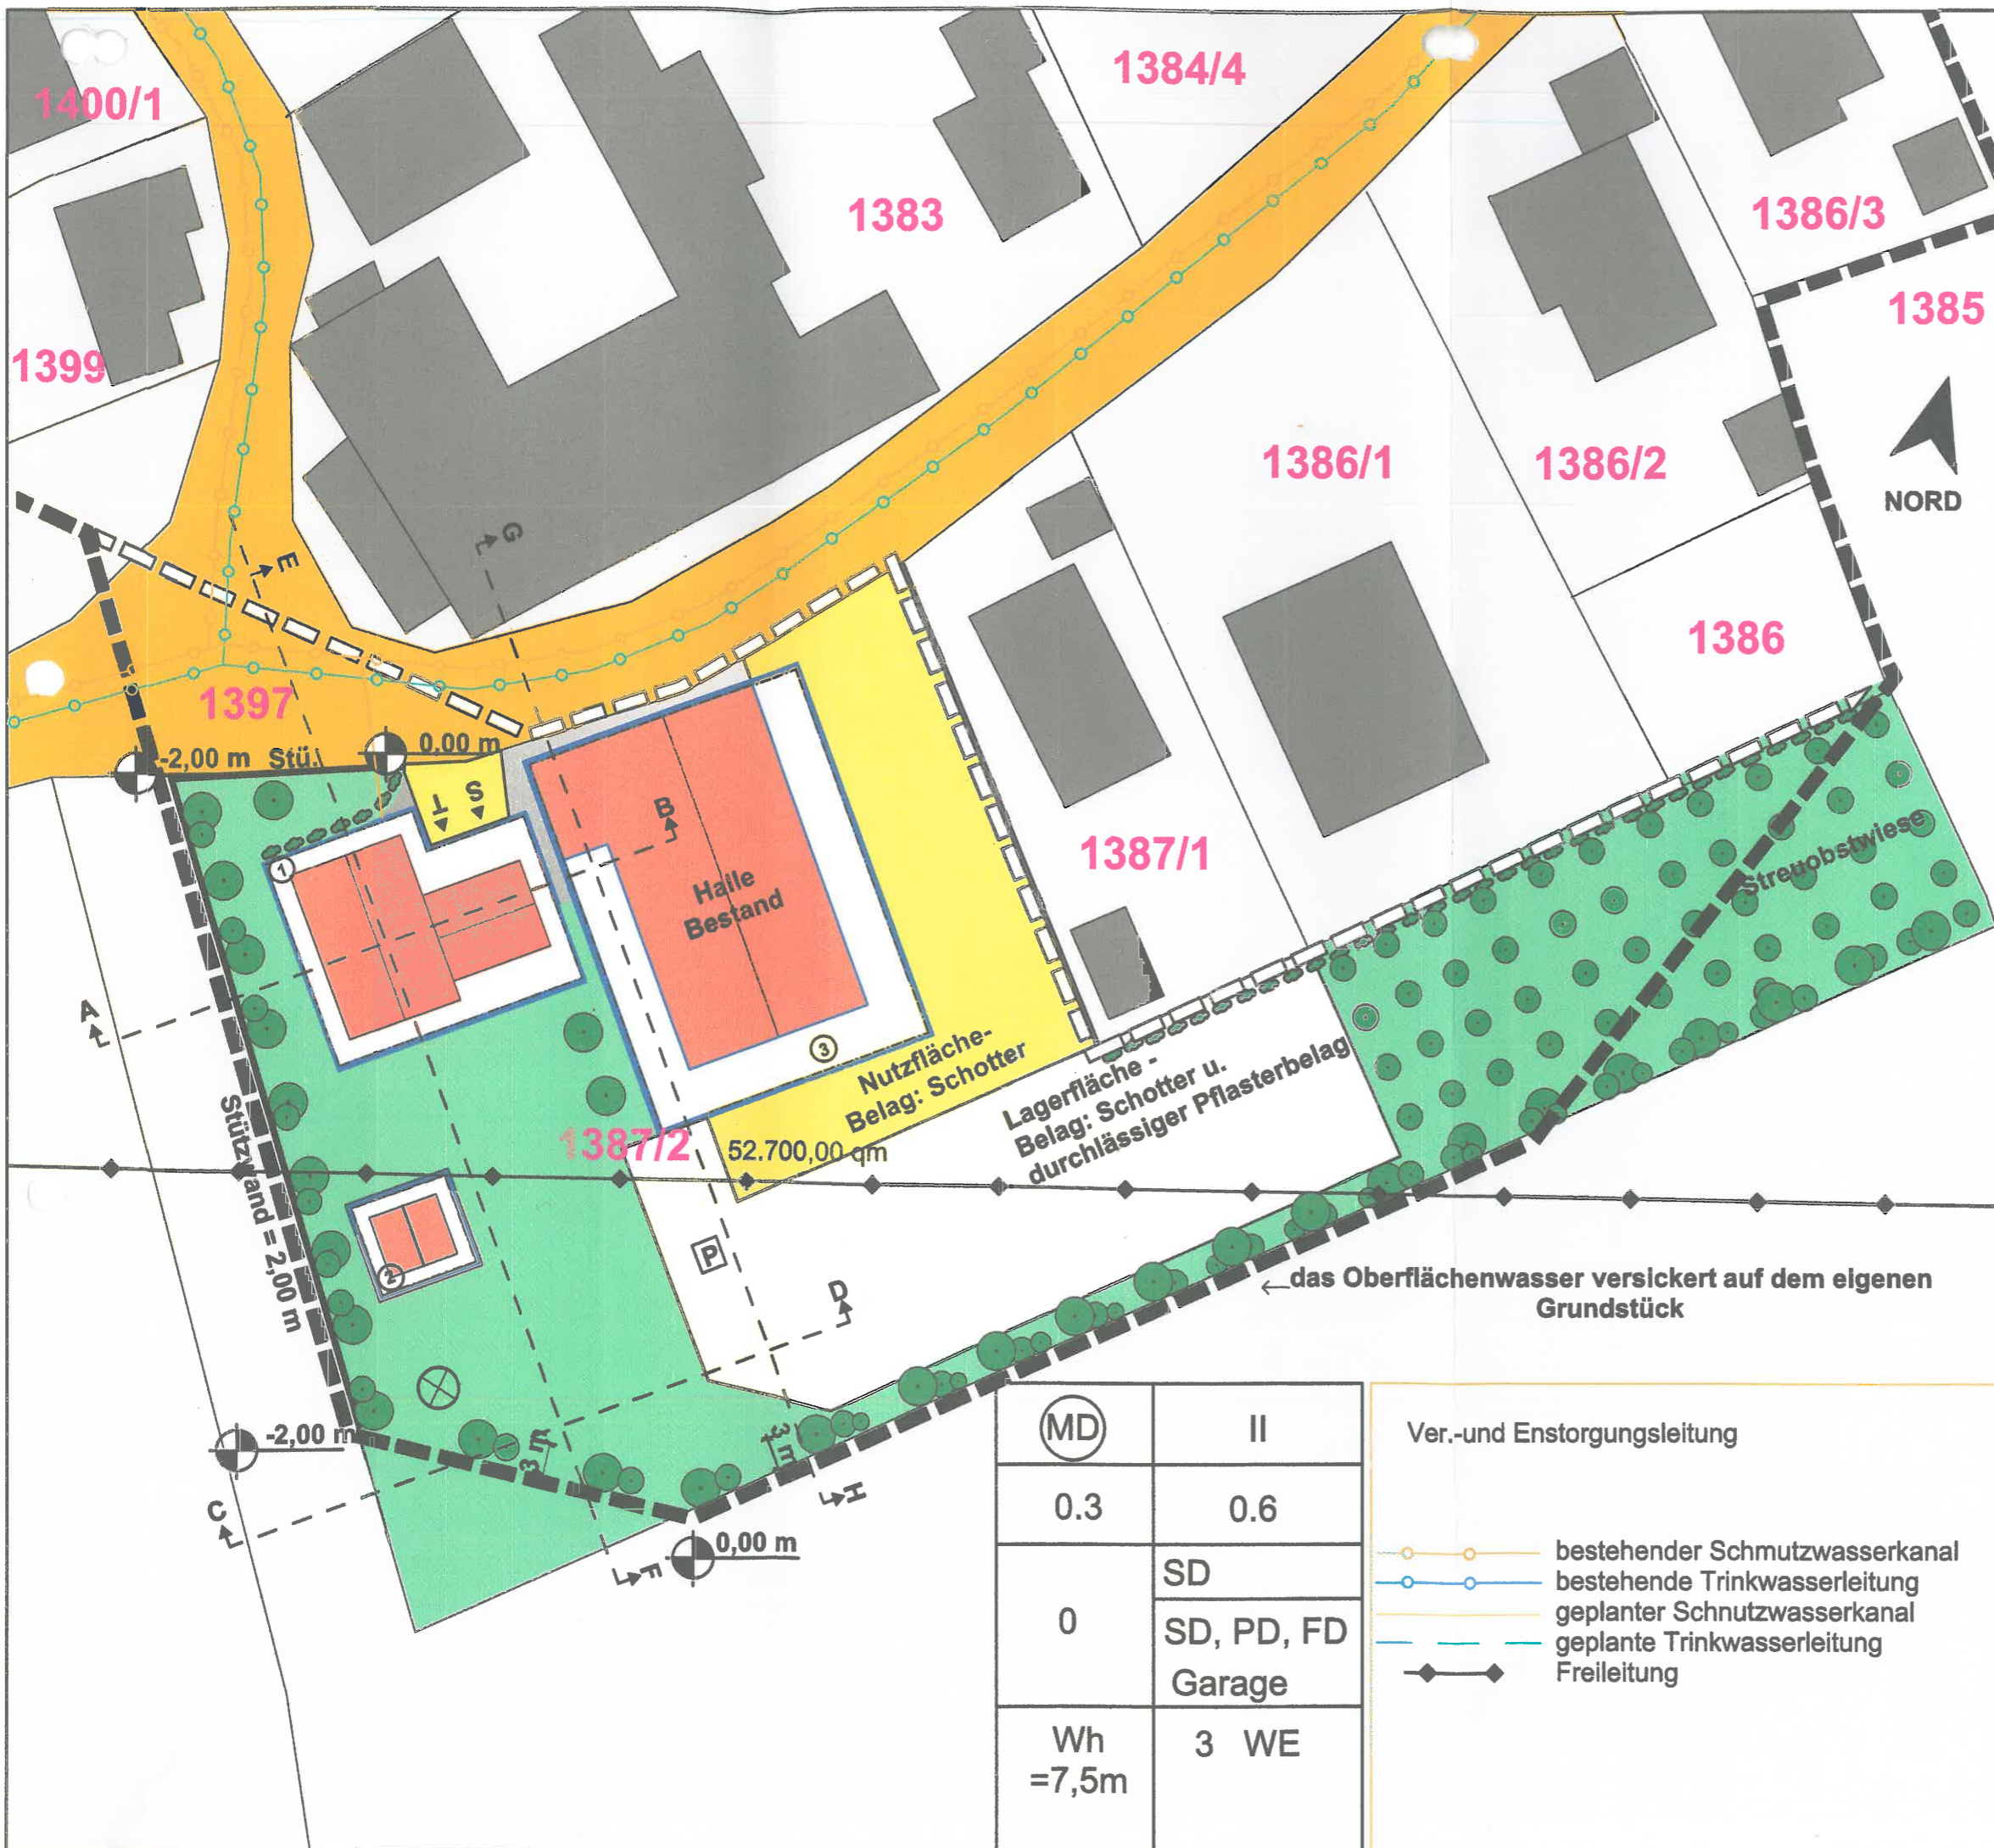 1384/4
1400/1
1383
1386/3
1385
1399
1386/1
1386/2
NORD
G
E
1386
1397
0,00 m
-2,00 m Stü.
T S
B
1
Halle
Bestand
1387/1
Streuobstwiese
A
3
Nutzfläche-
Belag: Schotter
Lagerfläche -
Belag: Schotter u.
durchlässiger Pflasterbelag
Stützwand = 2,00 m
1387/2
52.700,00 qm
P
2
D
das Oberflächenwasser versickert auf dem eigenen
Grundstück
-2,00 m
3 m
3 m
C
H
F
0,00 m
MD II
0.3 0.6
0
SD
SD, PD, FD
Garage
Wh
=7,5m
3 WE
Ver.-und Enstorgungsleitung
bestehender Schmutzwasserkanal
bestehende Trinkwasserleitung
geplanter Schnutzwasserkanal
geplante Trinkwasserleitung
Freileitung